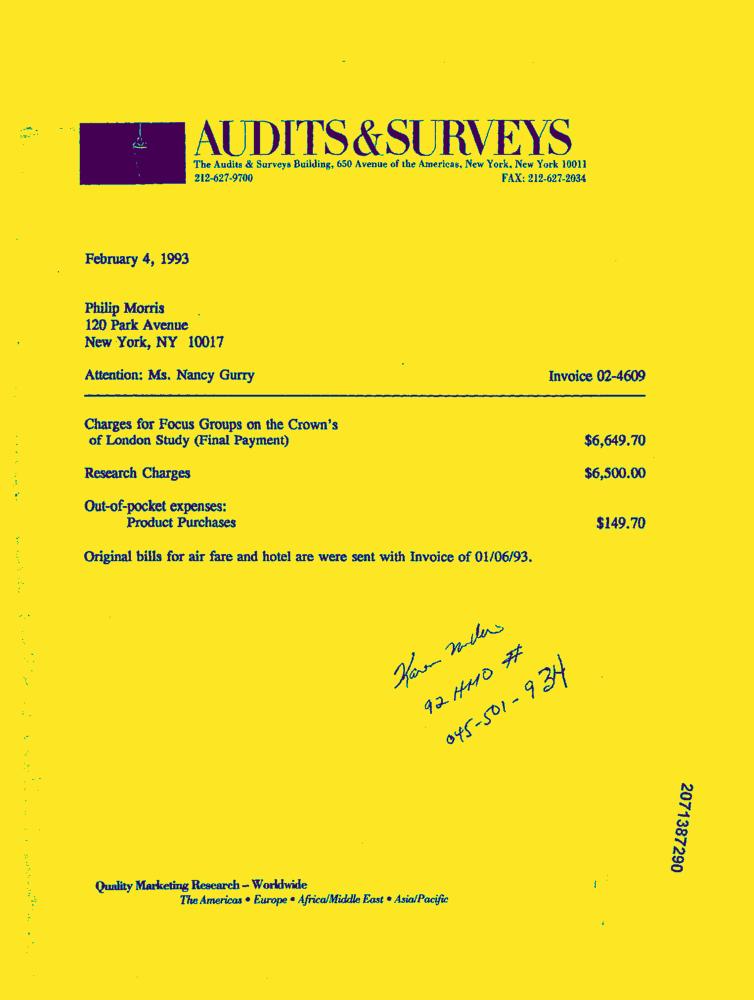 AUDITS&SURVEYS
The Audits & Surveys Building, 650 Avenue of the Americas, New York, New York 10011
212-627-9700 FAX: 212-627-2034
February 4, 1993
Philip Morris
120 Park Avenue
New York, NY 10017
Attention: Ms. Nancy Gurry Invoice 02-4609
Charges for Focus Groups on the Crown's
of London Study (Final Payment) $6,649.70
Research Charges $6,500.00
Out-of-pocket expenses:
Product Purchases $149.70
Original bills for air fare and hotel are were sent with Invoice of 01/06/93.
Karen
92 HMO #
045-501-934
2071387290
Quality Marketing Research – Worldwide
The Americas • Europe • Africa/Middle East • Asia/Pacific